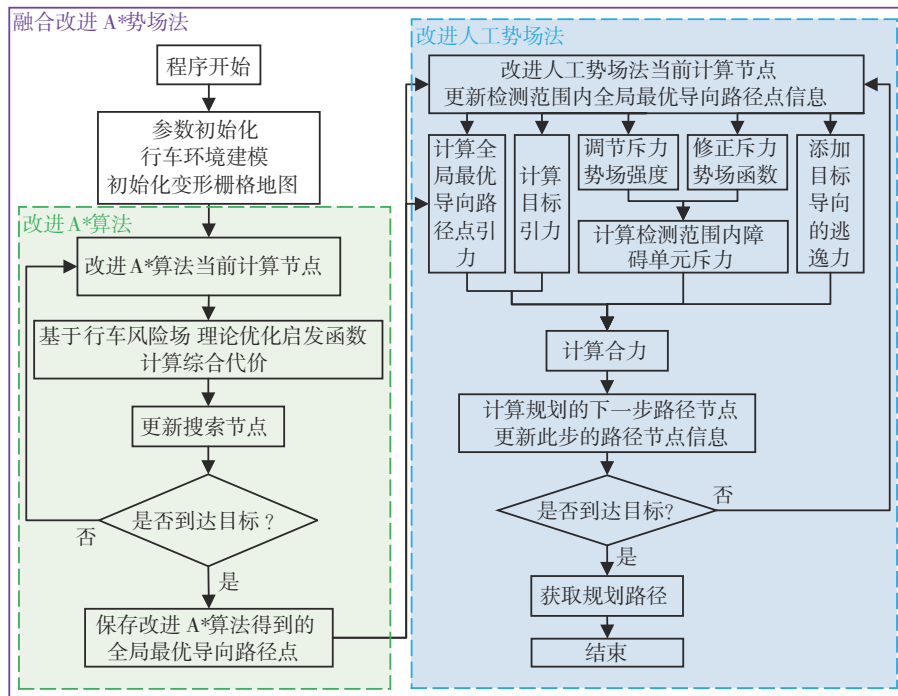 融合改进 A*势场法
程序开始
参数初始化
行车环境建模
初始化变形栅格地图
改进 A*算法
改进 A*算法当前计算节点
基于行车风险场 理论优化启发函数
计算综合代价
更新搜索节点
是否到达目标？
否
是
保存改进 A*算法得到的
全局最优导向路径点
改进人工势场法
改进人工势场法当前计算节点
更新检测范围内全局最优导向路径点信息
计算全
局最优
导向路
径点引
力
计算
目标
引力
调节斥力
势场强度
修正斥力
势场函数
计算检测范围内障
碍单元斥力
添加
目标
导向
的逃
逸力
计算合力
计算规划的下一步路径节点
更新此步的路径节点信息
是否到达目标?
否
是
获取规划路径
结束